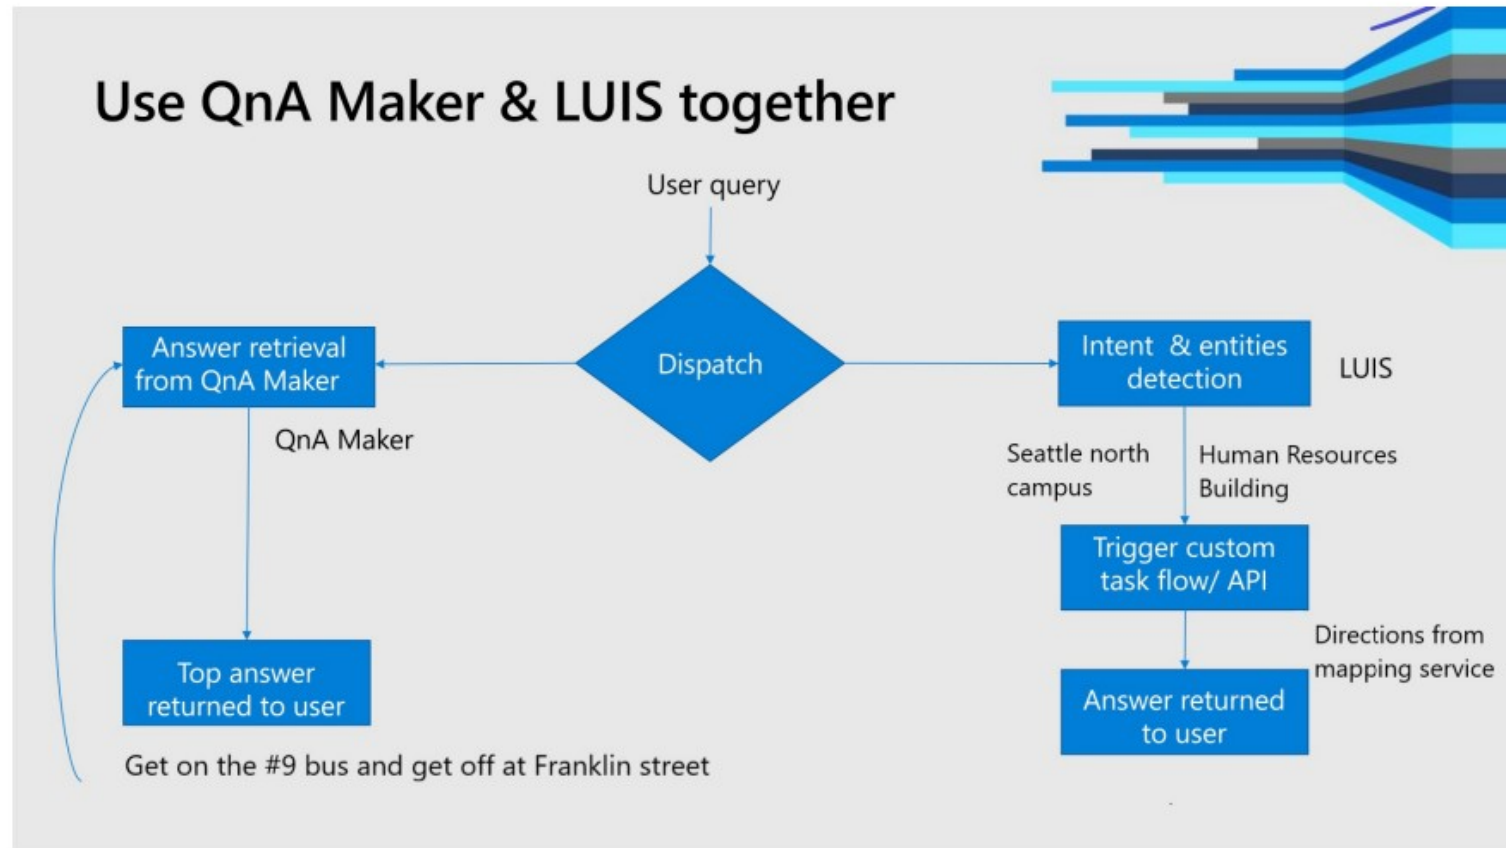 Use QnA Maker & LUIS together
User query
Dispatch
Answer retrieval
from QnA Maker
QnA Maker
Top answer
returned to user
Get on the #9 bus and get off at Franklin street
Intent & entities
detection
LUIS
Seattle north
campus
Human Resources
Building
Trigger custom
task flow/ API
Directions from
mapping service
Answer returned
to user